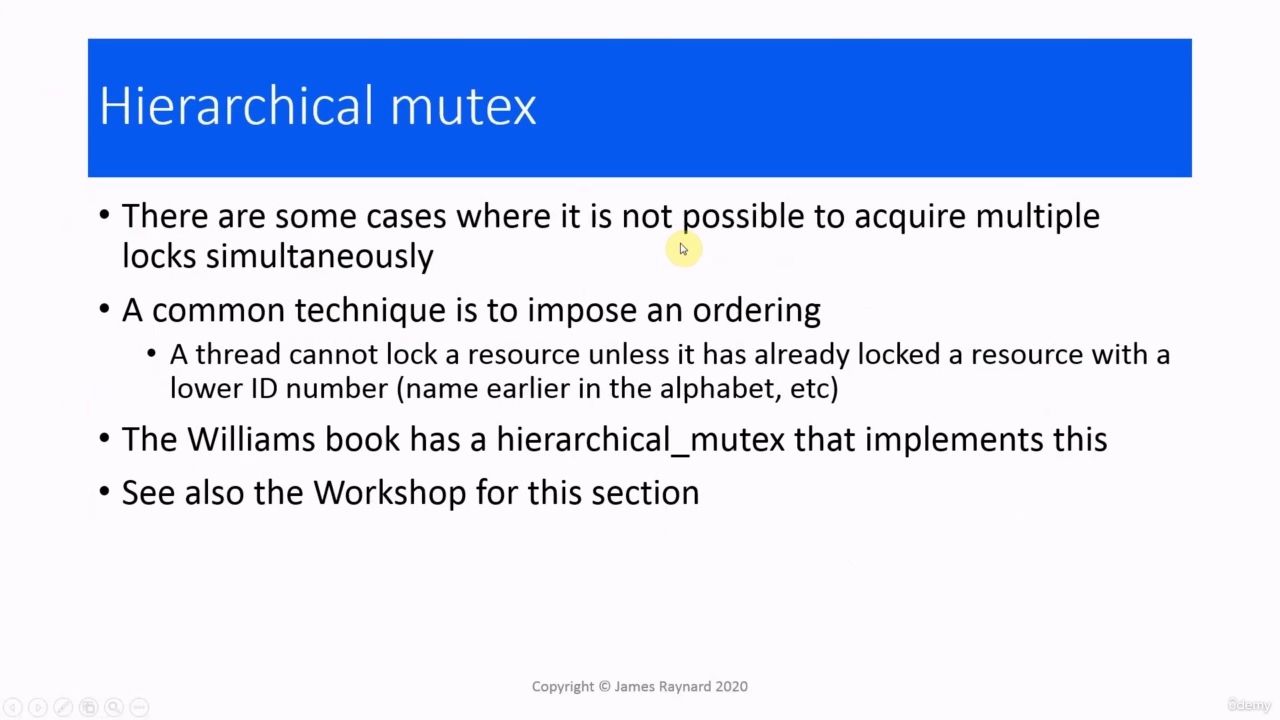 Hierarchical mutex
• There are some cases where it is not possible to acquire multiple
locks simultaneously
• A common technique is to impose an ordering
• A thread cannot lock a resource unless it has already locked a resource with a
lower ID number (name earlier in the alphabet, etc)
• The Williams book has a hierarchical_mutex that implements this
• See also the Workshop for this section
Copyright © James Raynard 2020
ûdemy